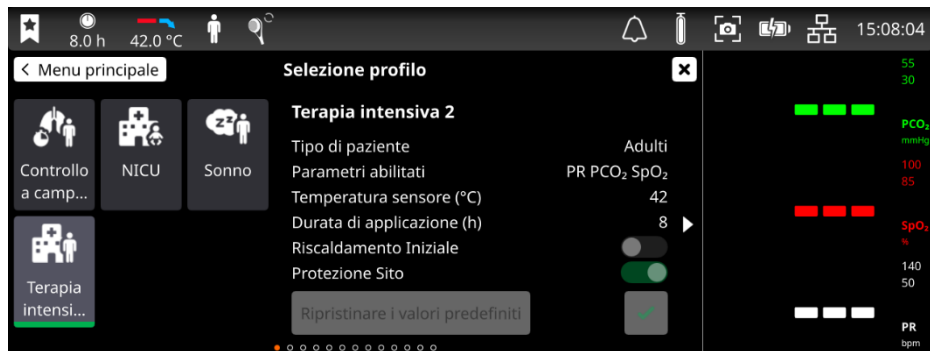 8.0 h
42.0 °C
15:08:04
< Menu principale
Selezione profilo
Controllo
a camp...
NICU
Sonno
Terapia
intensi...
Terapia intensiva 2
Tipo di paziente Adulti
Parametri abilitati PR PCO₂ SpO₂
Temperatura sensore (°C) 42
Durata di applicazione (h) 8
Riscaldamento Iniziale
Protezione Sito
Ripristinare i valori predefiniti
55
30
PCO₂
mmHg
100
85
SpO₂
%
140
50
PR
bpm